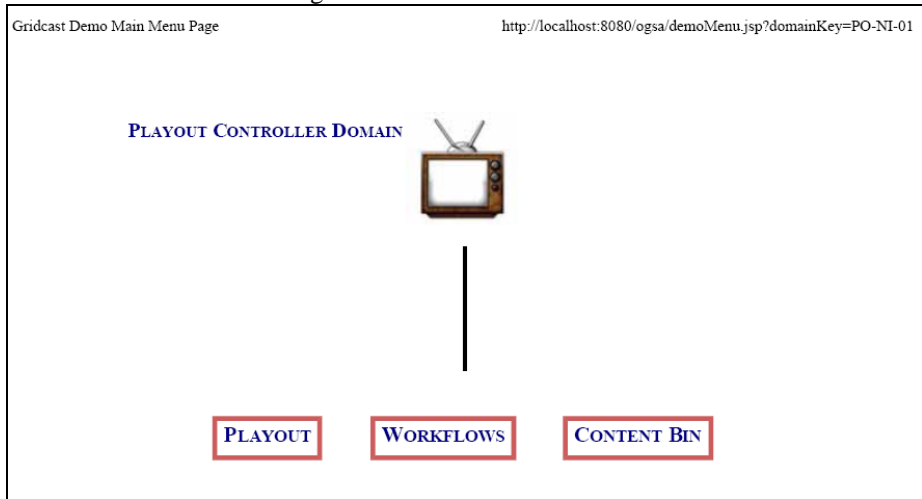 Gridcast Demo Main Menu Page http://localhost:8080/ogsa/demoMenu.jsp?domainKey=PO-NI-01
PLAYOUT CONTROLLER DOMAIN
PLAYOUT WORKFLOWS CONTENT BIN